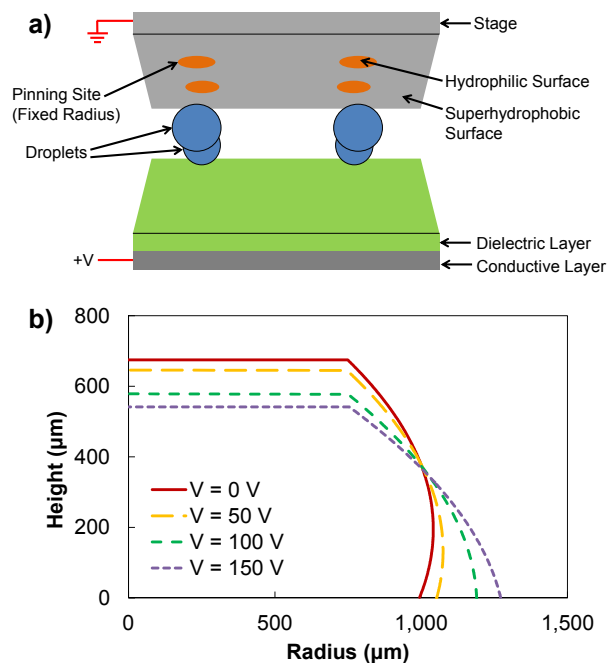 a)
Stage
Hydrophilic Surface
Pinning Site
(Fixed Radius)
Superhydrophobic
Surface
Droplets
Dielectric Layer
+V
Conductive Layer
b)
800
600
400
200
0
Height (µm)
V = 0 V
V = 50 V
V = 100 V
V = 150 V
0
500
1,000
1,500
Radius (µm)